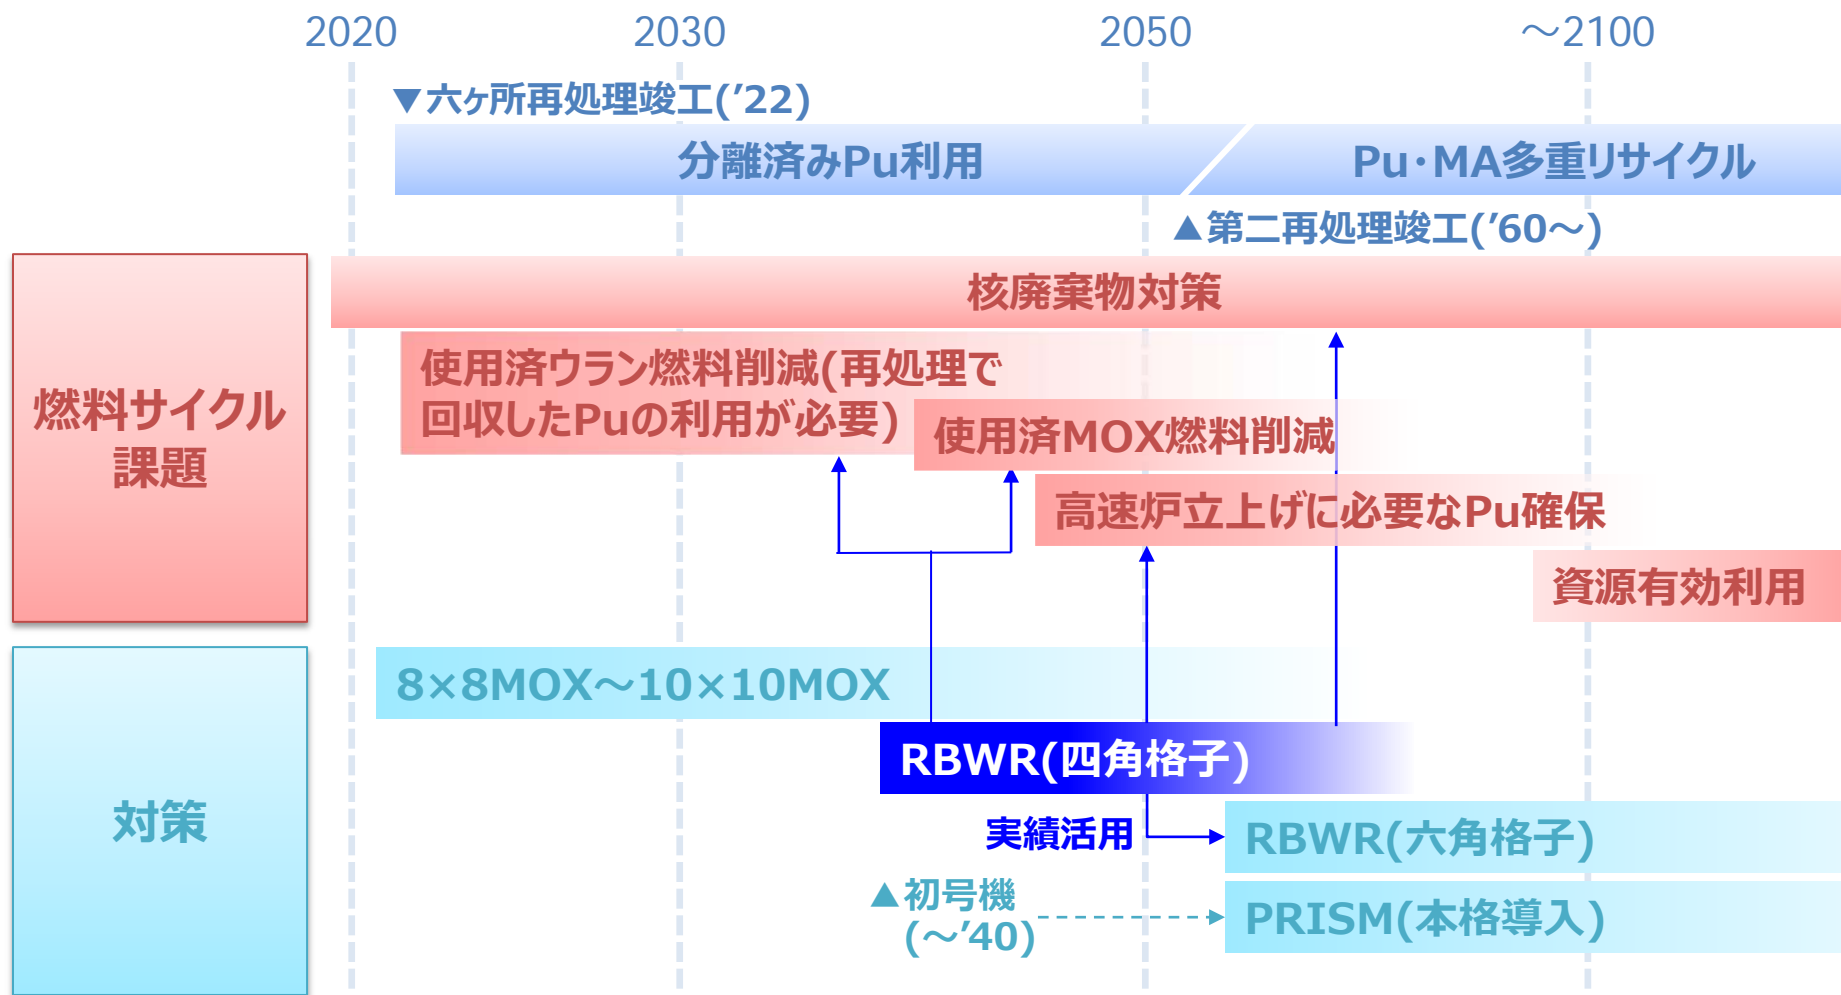 2020
2030
2050
～2100
▼六ヶ所再処理竣工(’22)
分離済みPu利用
Pu･MA多重リサイクル
▲第二再処理竣工(’60～)
核廃棄物対策
燃料サイクル
課題
使用済ウラン燃料削減(再処理で
回収したPuの利用が必要)
使用済MOX燃料削減
高速炉立上げに必要なPu確保
資源有効利用
対策
8×8MOX～10×10MOX
RBWR(四角格子)
実績活用
RBWR(六角格子)
▲初号機
(～’40)
PRISM(本格導入)